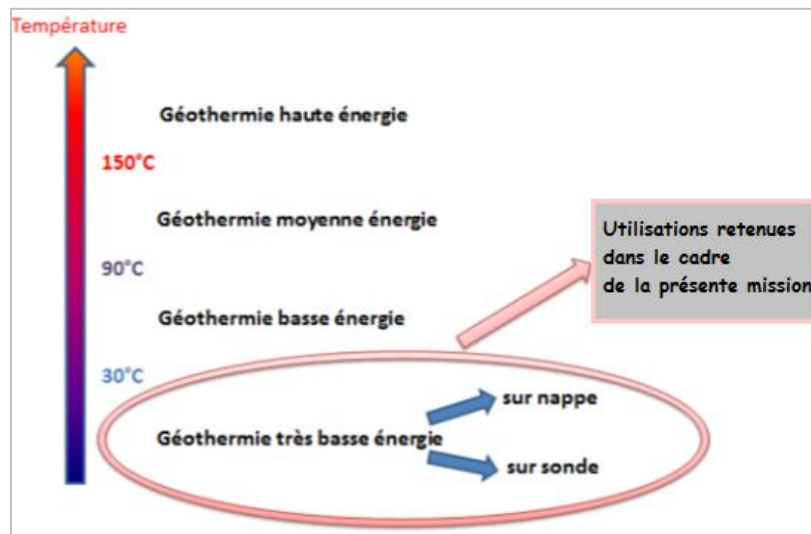 Température
Géothermie haute énergie
150°C
Géothermie moyenne énergie
Utilisations retenues
dans le cadre
de la présente mission
90°C
Géothermie basse énergie
30°C
sur nappe
Géothermie très basse énergie
sur sonde